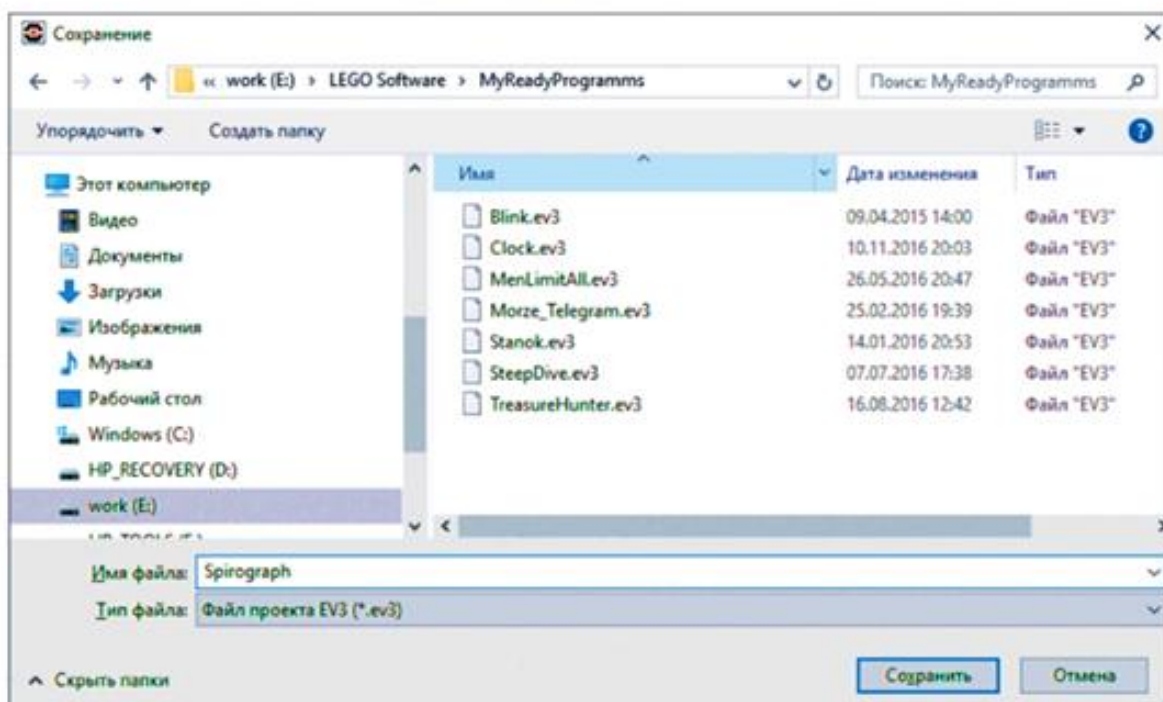 Сохранение
« work (E:) › LEGO Software › MyReadyProgramms
Поиск: MyReadyProgramms
Упорядочить
Создать папку
Этот компьютер
Видео
Документы
Загрузки
Изображения
Музыка
Рабочий стол
Windows (C:)
HP_RECOVERY (D:)
work (E:)
Имя Дата изменения Тип
Blink.ev3 09.04.2015 14:00 Файл "EV3"
Clock.ev3 10.11.2016 20:03 Файл "EV3"
MenLimitAll.ev3 26.05.2016 20:47 Файл "EV3"
Morze_Telegram.ev3 25.02.2016 19:39 Файл "EV3"
Stanok.ev3 14.01.2016 20:53 Файл "EV3"
SteepDive.ev3 07.07.2016 17:38 Файл "EV3"
TreasureHunter.ev3 16.08.2016 12:42 Файл "EV3"
Имя файла: Spirograph
Тип файла: Файл проекта EV3 (*.ev3)
Скрыть папки
Сохранить
Отмена